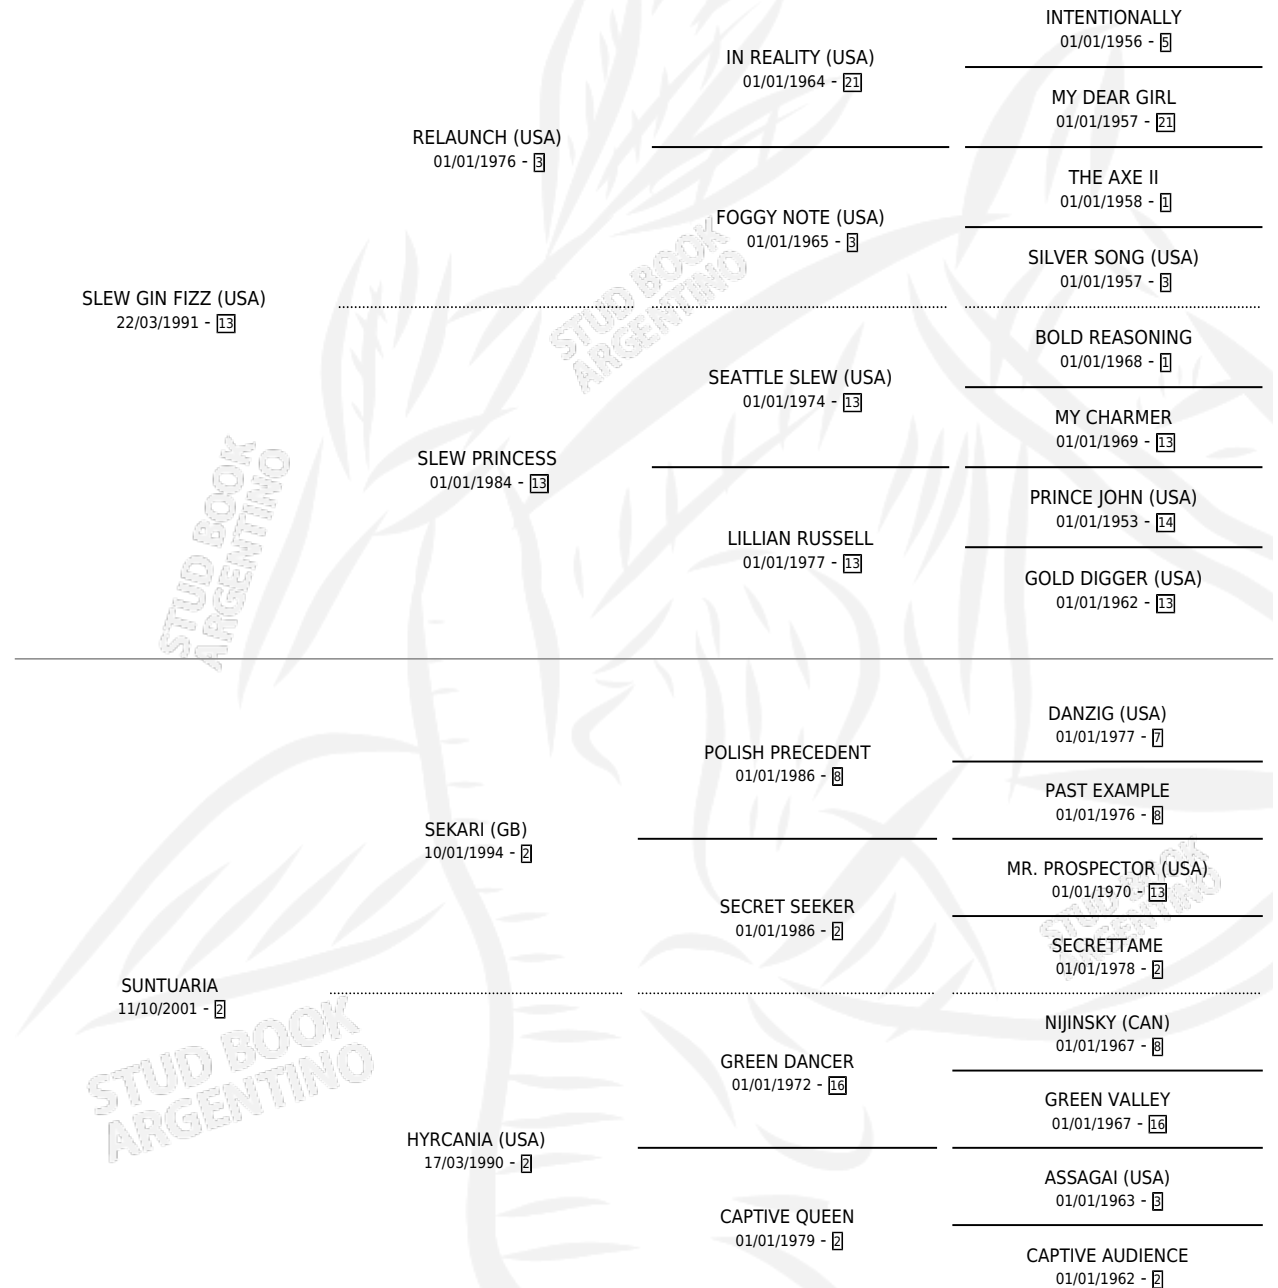 INTENTIONALLY
01/01/1956 - 5
IN REALITY (USA)
01/01/1964 - 21
MY DEAR GIRL
01/01/1957 - 21
RELAUNCH (USA)
01/01/1976 - 3
THE AXE II
01/01/1958 - 1
FOGGY NOTE (USA)
01/01/1965 - 3
SILVER SONG (USA)
01/01/1957 - 3
SLEW GIN FIZZ (USA)
22/03/1991 - 13
STUD BOOK
ARGENTINO
BOLD REASONING
01/01/1968 - 1
SEATTLE SLEW (USA)
01/01/1974 - 13
MY CHARMER
01/01/1969 - 13
SLEW PRINCESS
01/01/1984 - 13
PRINCE JOHN (USA)
01/01/1953 - 14
LILLIAN RUSSELL
01/01/1977 - 13
GOLD DIGGER (USA)
01/01/1962 - 13
STUD BOOK
ARGENTINO
DANZIG (USA)
01/01/1977 - 7
POLISH PRECEDENT
01/01/1986 - 8
PAST EXAMPLE
01/01/1976 - 8
SEKARI (GB)
10/01/1994 - 2
MR. PROSPECTOR (USA)
01/01/1970 - 13
STUD BOOK
ARGENTINO
SECRET SEEKER
01/01/1986 - 2
SECRETTAME
01/01/1978 - 2
SUNTUARIA
11/10/2001 - 2
STUD BOOK
ARGENTINO
NIJINSKY (CAN)
01/01/1967 - 8
GREEN DANCER
01/01/1972 - 16
GREEN VALLEY
01/01/1967 - 16
HYRCANIA (USA)
17/03/1990 - 2
ASSAGAI (USA)
01/01/1963 - 3
CAPTIVE QUEEN
01/01/1979 - 2
CAPTIVE AUDIENCE
01/01/1962 - 2